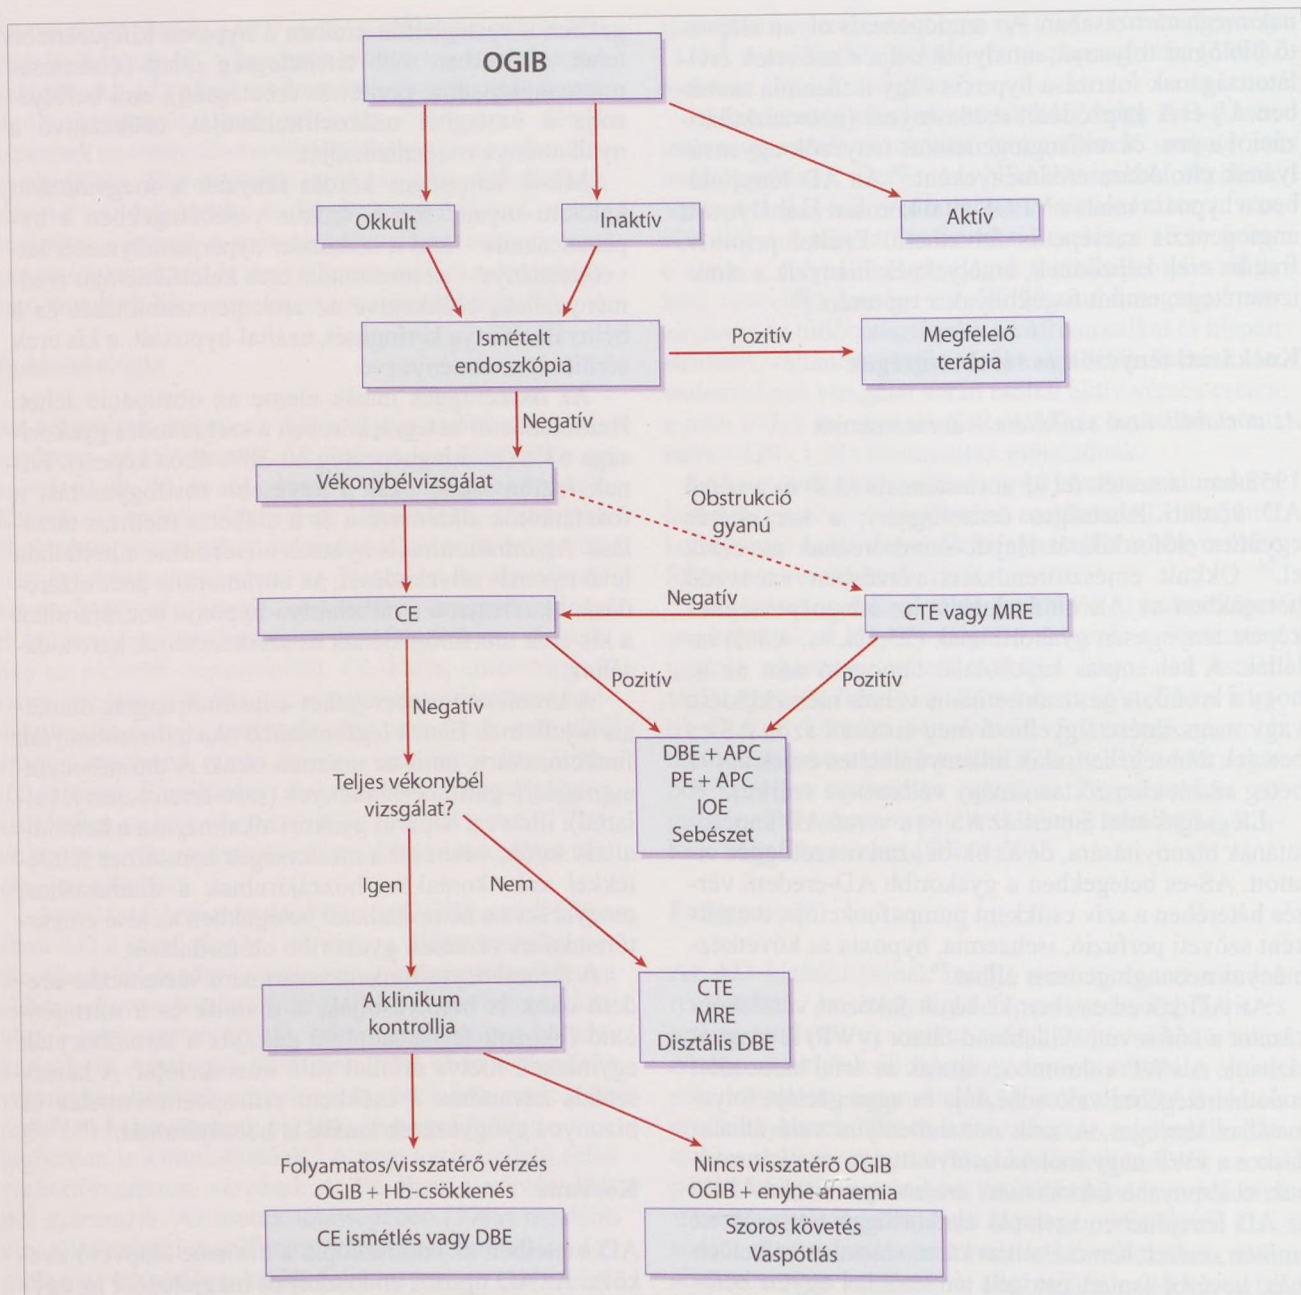 OGIB
Okkult
Inaktív
Aktív
Ismételt
endoszkópia
Pozitív
Megfelelő
terápia
Negatív
Vékonybélvizsgálat
Obstrukció
gyanú
CE
Negatív
CTE vagy MRE
Pozitív
Pozitív
Negatív
DBE + APC
PE + APC
IOE
Sebészet
Teljes vékonybél
vizsgálat?
Igen
Nem
A klinikum
kontrollja
CTE
MRE
Disztális DBE
Folyamatos/visszatérő vérzés
OGIB + Hb-csökkenés
Nincs visszatérő OGIB
OGIB + enyhe anaemia
CE ismétlés vagy DBE
Szoros követés
Vaspótlás